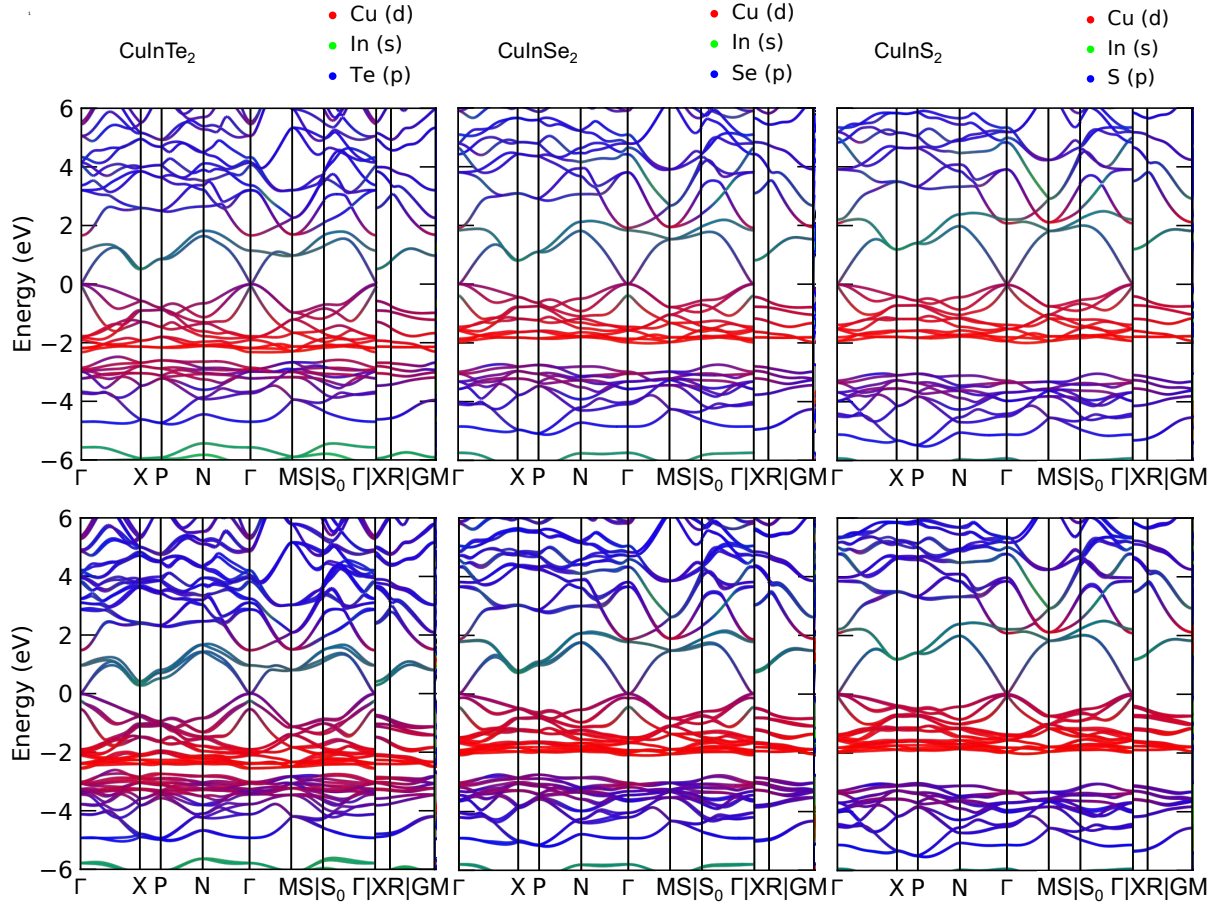 Cu (d)
In (s)
Te (p)
CuInTe₂
Cu (d)
In (s)
Se (p)
CuInSe₂
Cu (d)
In (s)
S (p)
CuInS₂
Energy (eV)
6
4
2
0
−2
−4
−6
Γ X P N Γ MS|S₀ Γ|XR|GM
Γ X P N Γ MS|S₀ Γ|XR|GM
Γ X P N Γ MS|S₀ Γ|XR|GM
Energy (eV)
6
4
2
0
−2
−4
−6
Γ X P N Γ MS|S₀ Γ|XR|GM
Γ X P N Γ MS|S₀ Γ|XR|GM
Γ X P N Γ MS|S₀ Γ|XR|GM